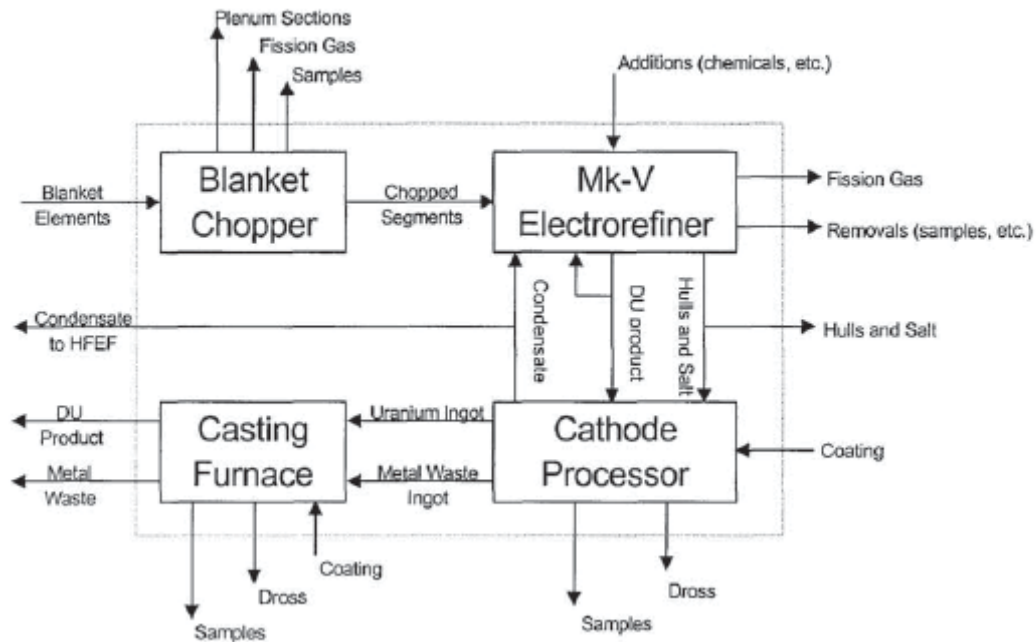 Plenum Sections
Fission Gas
Samples
Additions (chemicals, etc.)
Blanket
Elements
Blanket
Chopper
Chopped
Segments
Mk-V
Electrorefiner
Fission Gas
Removals (samples, etc.)
Condensate
to HFEF
Condensate
DU product
Hulls and Salt
Hulls and Salt
DU
Product
Metal
Waste
Casting
Furnace
Uranium Ingot
Metal Waste
Ingot
Cathode
Processor
Coating
Coating
Dross
Samples
Dross
Samples